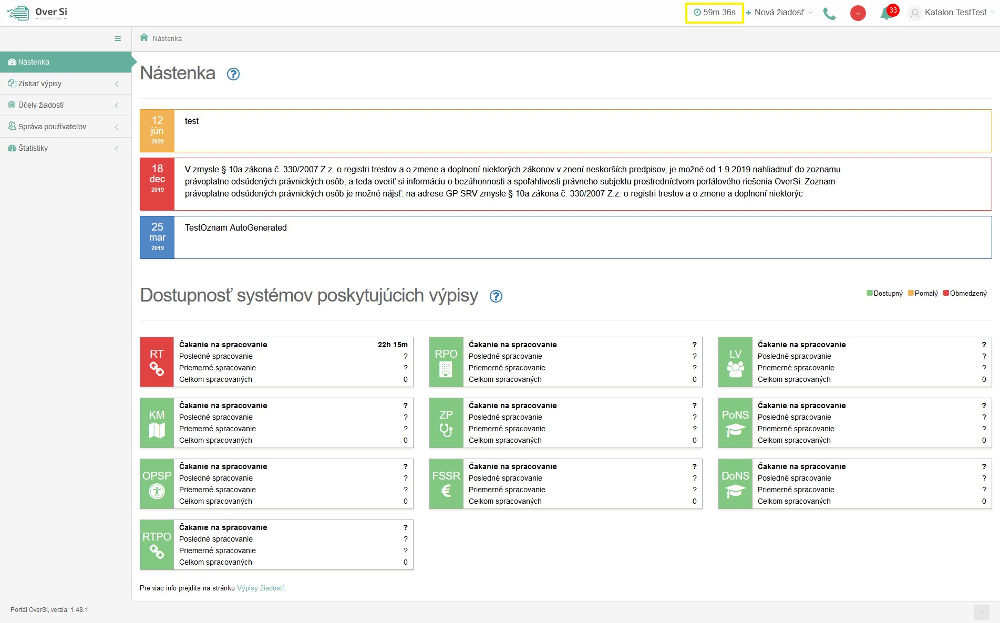 Over Si
Centrálne údaje
59m 36s
Nová žiadosť
33
Katalon TestTest
Nástenka
Nástenka
Získať výpisy
Účely žiadostí
Správa používateľov
Štatistiky
Nástenka ?
12 jún 2020
test
18 dec 2019
V zmysle § 10a zákona č. 330/2007 Z.z. o registri trestov a o zmene a doplnení niektorých zákonov v znení neskorších predpisov, je možné od 1.9.2019 nahliadnuť do zoznamu
právoplatne odsúdených právnických osôb, a teda overiť si informáciu o bezúhonnosti a spoľahlivosti právneho subjektu prostredníctvom portálového riešenia OverSi. Zoznam
právoplatne odsúdených právnických osôb je možné nájsť: na adrese GP SRV zmysle § 10a zákona č. 330/2007 Z.z. o registri trestov a o zmene a doplnení niektorýc
25 mar 2019
TestOznam AutoGenerated
Dostupnosť systémov poskytujúcich výpisy ?
Dostupný Pomalý Obmedzený
RT
Čakanie na spracovanie 22h 15m
Posledné spracovanie ?
Priemerné spracovanie ?
Celkom spracovaných 0
RPO
Čakanie na spracovanie ?
Posledné spracovanie ?
Priemerné spracovanie ?
Celkom spracovaných 0
LV
Čakanie na spracovanie ?
Posledné spracovanie ?
Priemerné spracovanie ?
Celkom spracovaných 0
KM
Čakanie na spracovanie ?
Posledné spracovanie ?
Priemerné spracovanie ?
Celkom spracovaných 0
ZP
Čakanie na spracovanie ?
Posledné spracovanie ?
Priemerné spracovanie ?
Celkom spracovaných 0
PoNS
Čakanie na spracovanie ?
Posledné spracovanie ?
Priemerné spracovanie ?
Celkom spracovaných 0
OPSP
Čakanie na spracovanie ?
Posledné spracovanie ?
Priemerné spracovanie ?
Celkom spracovaných 0
FSSR
Čakanie na spracovanie ?
Posledné spracovanie ?
Priemerné spracovanie ?
Celkom spracovaných 0
DoNS
Čakanie na spracovanie ?
Posledné spracovanie ?
Priemerné spracovanie ?
Celkom spracovaných 0
RTPO
Čakanie na spracovanie ?
Posledné spracovanie ?
Priemerné spracovanie ?
Celkom spracovaných 0
Pre viac info prejdite na stránku Výpisy žiadostí.
Portál OverSi, verzia: 1.48.1